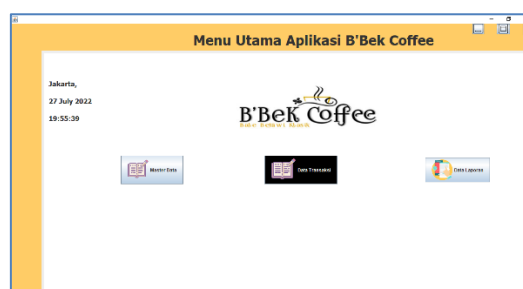 Menu Utama Aplikasi B'Bek Coffee
Jakarta,
27 July 2022
19:55:39
B'BeK Coffee
Master Data
Data Transaksi
Data Laporan